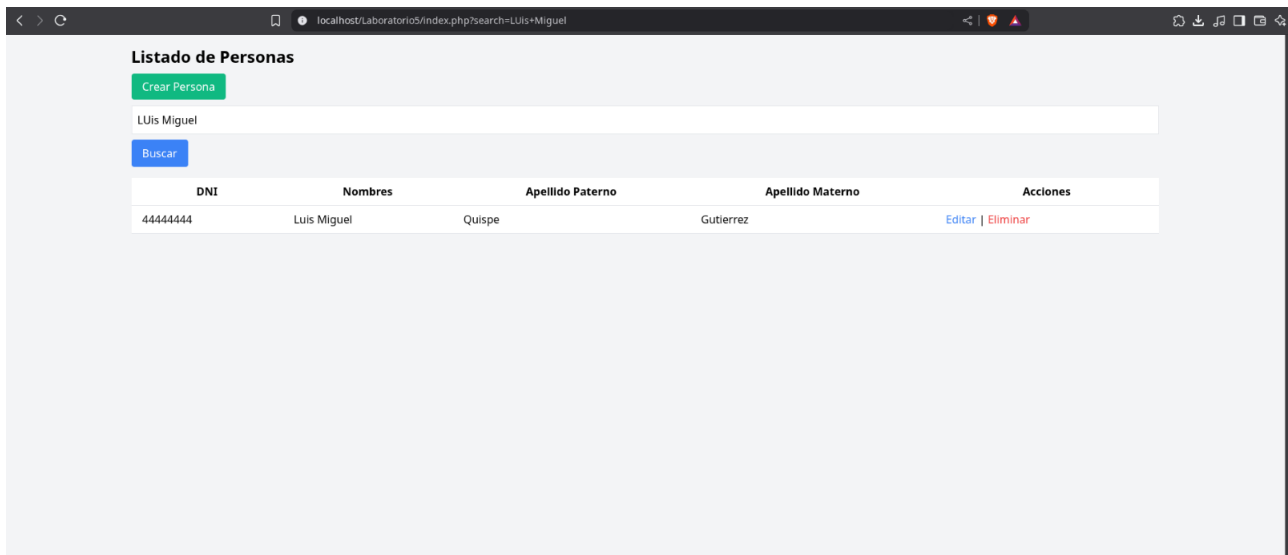 localhost/Laboratorio5/index.php?search=LUis+Miguel
Listado de Personas
Crear Persona
LUis Miguel
Buscar
DNI Nombres Apellido Paterno Apellido Materno Acciones
44444444 Luis Miguel Quispe Gutierrez Editar | Eliminar